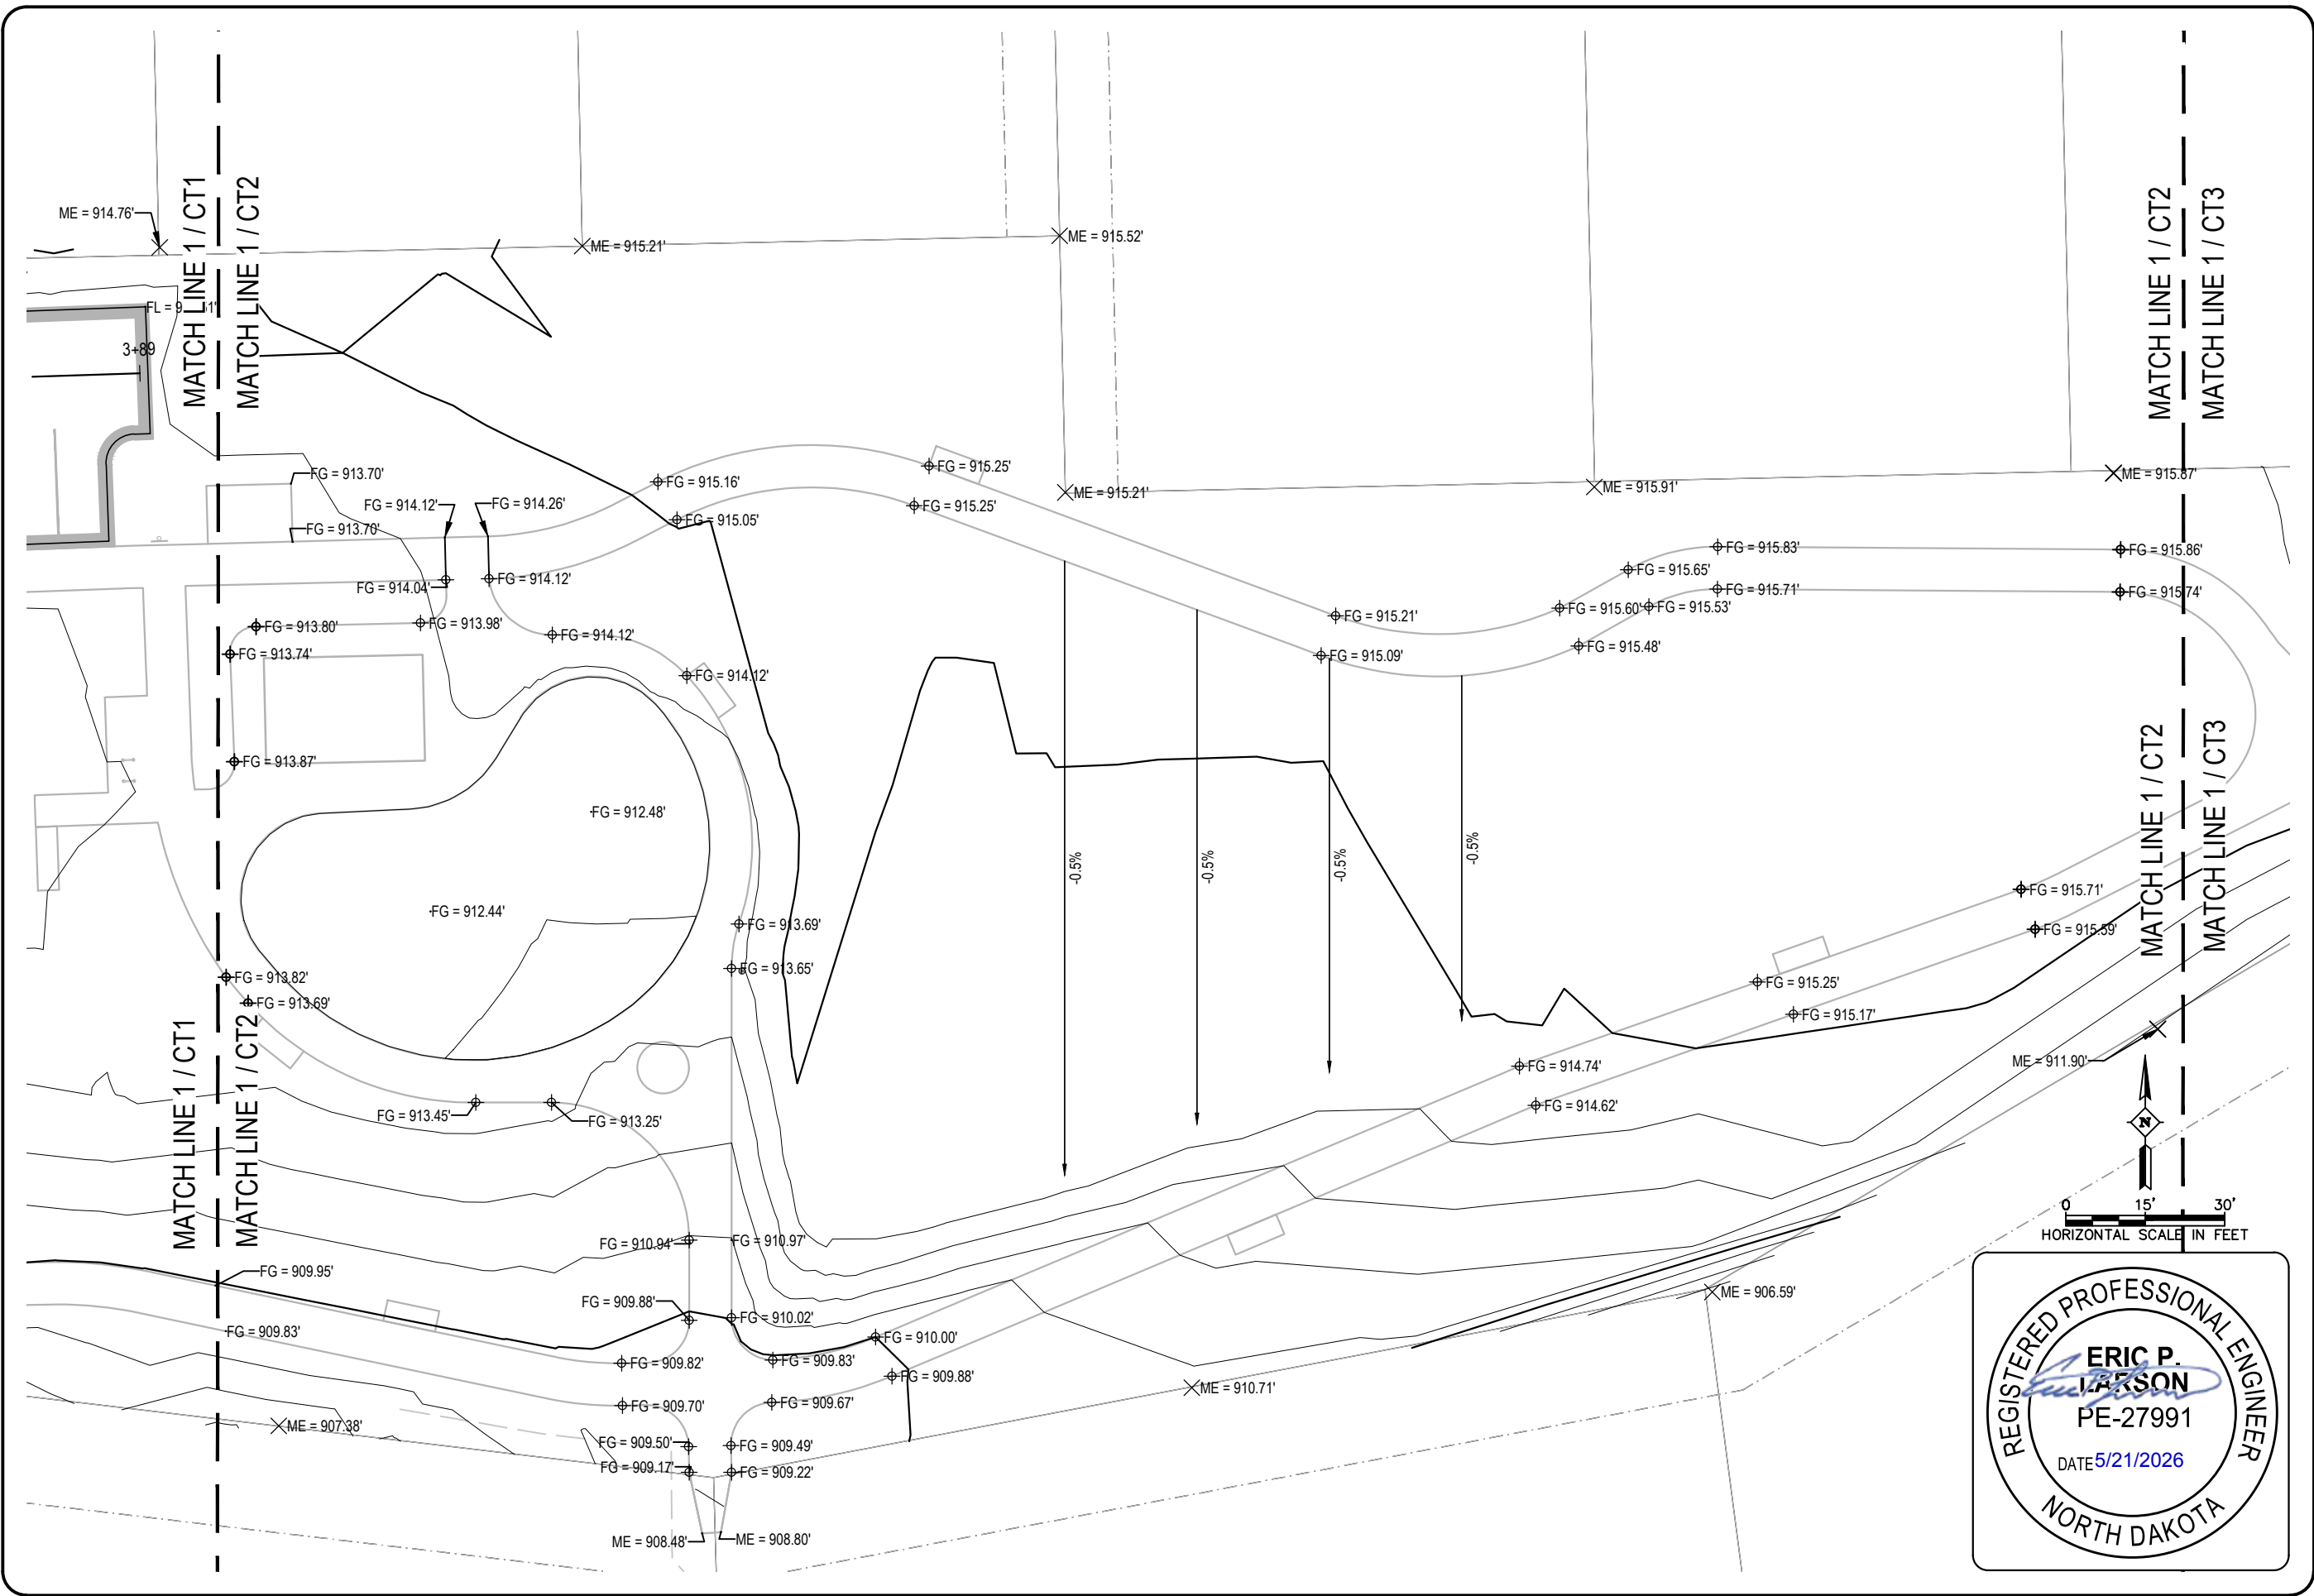 ME = 914.76'
MATCH LINE 1 / CT1
MATCH LINE 1 / CT2
MATCH LINE 1 / CT2
MATCH LINE 1 / CT3
ME = 915.21'
ME = 915.52'
3+89
FG = 913.70'
FG = 914.12'
FG = 914.26'
FG = 913.70'
FG = 915.16'
FG = 915.05'
FG = 915.25'
FG = 915.25'
ME = 915.21'
ME = 915.91'
ME = 915.87'
FG = 914.04'
FG = 914.12'
FG = 913.80'
FG = 913.98'
FG = 914.12'
FG = 913.74'
FG = 914.12'
FG = 915.21'
FG = 915.09'
FG = 915.60'
FG = 915.65'
FG = 915.83'
FG = 915.53'
FG = 915.71'
FG = 915.48'
FG = 915.86'
FG = 915.74'
FG = 913.87'
FG = 912.48'
FG = 912.44'
-0.5%
-0.5%
-0.5%
-0.5%
FG = 913.69'
FG = 913.65'
FG = 913.82'
FG = 913.69'
MATCH LINE 1 / CT2
MATCH LINE 1 / CT3
FG = 915.71'
FG = 915.59'
FG = 915.25'
FG = 915.17'
FG = 914.74'
FG = 914.62'
ME = 911.90'
MATCH LINE 1 / CT1
MATCH LINE 1 / CT2
FG = 913.45'
FG = 913.25'
N
0 15' 30'
HORIZONTAL SCALE IN FEET
FG = 910.94'
FG = 910.97'
FG = 909.95'
FG = 909.88'
FG = 910.02'
FG = 909.83'
FG = 910.00'
FG = 909.82'
FG = 909.83'
FG = 909.88'
FG = 909.70'
FG = 909.67'
ME = 910.71'
ME = 906.59'
ME = 907.38'
FG = 909.50'
FG = 909.49'
FG = 909.17'
FG = 909.22'
ME = 908.48'
ME = 908.80'
REGISTERED PROFESSIONAL ENGINEER
ERIC P.
LARSON
PE-27991
DATE 5/21/2026
NORTH DAKOTA